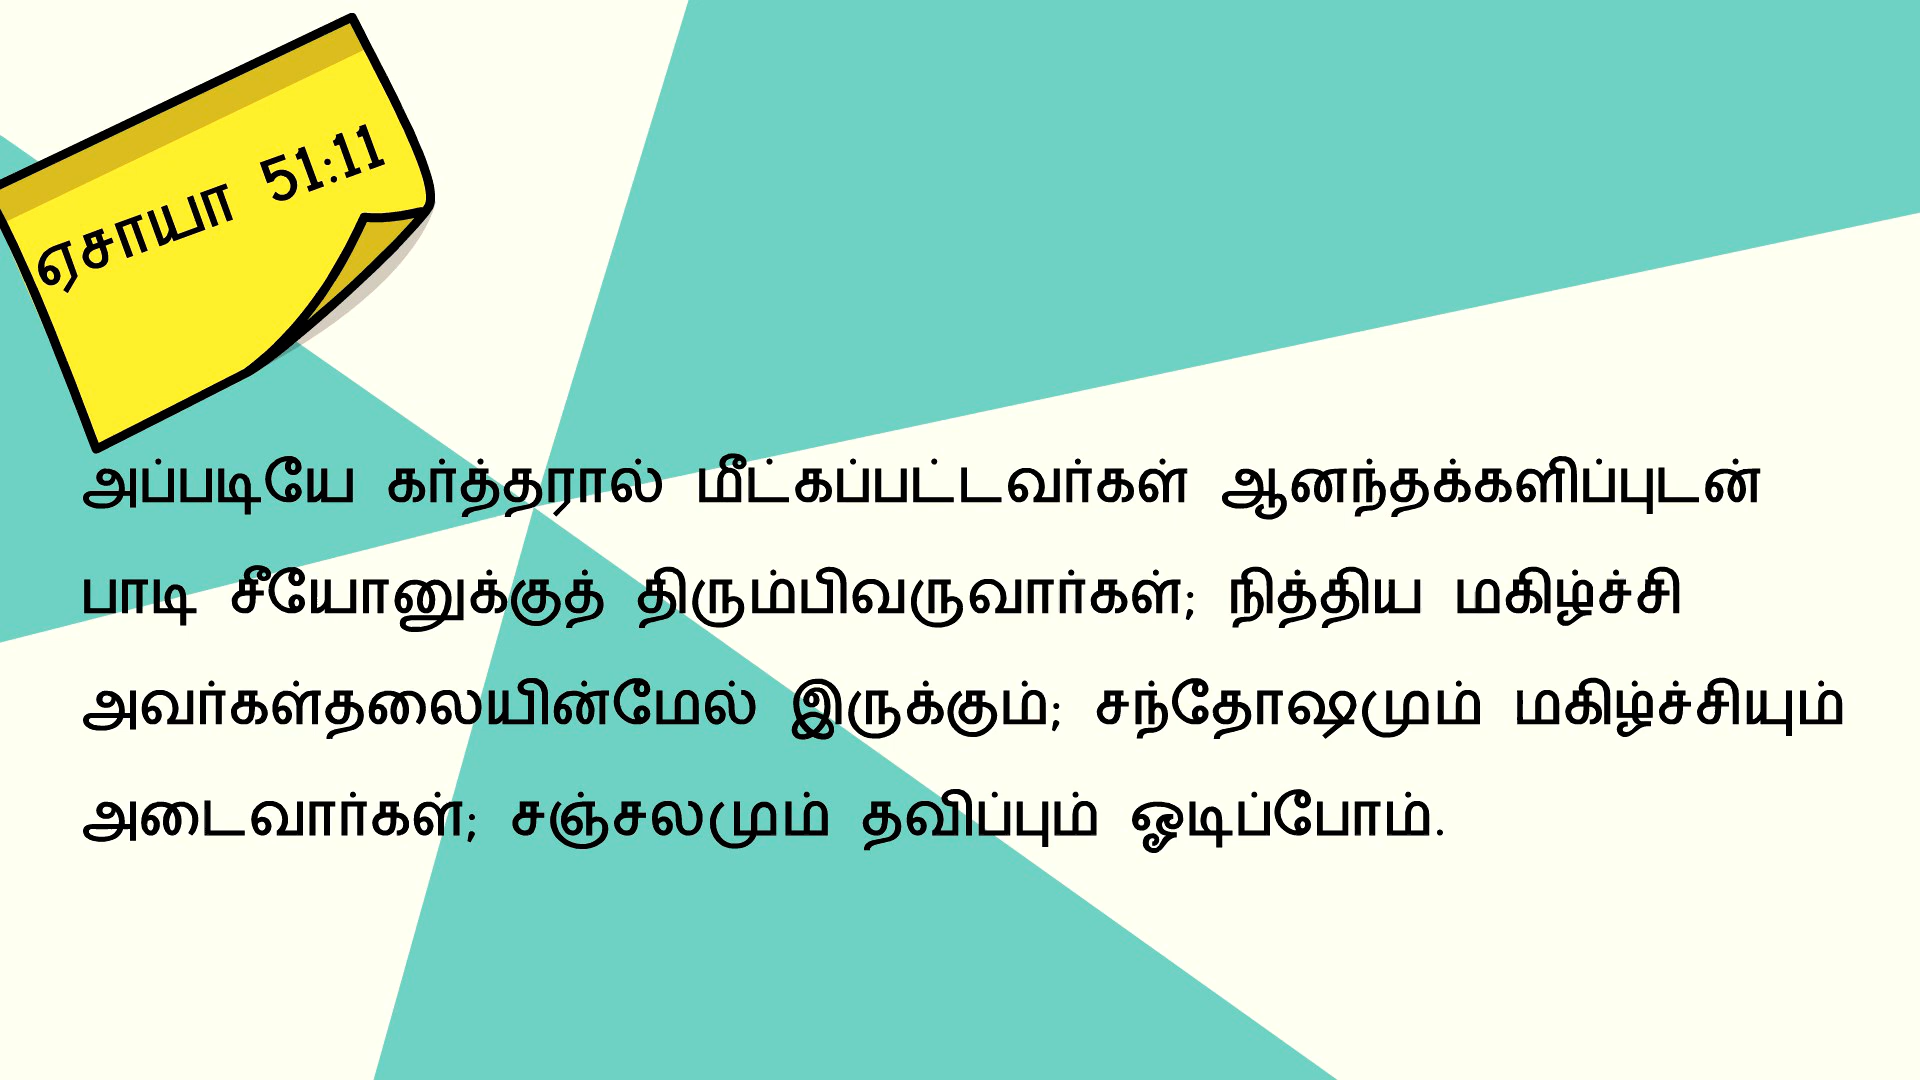 ஏசாயா 51:11
அப்படியே கர்த்தரால் மீட்கப்பட்டவர்கள் ஆனந்தக்களிப்புடன்
பாடி சீயோனுக்குத் திரும்பிவருவார்கள்; நித்திய மகிழ்ச்சி
அவர்கள்தலையின்மேல் இருக்கும்; சந்தோஷமும் மகிழ்ச்சியும்
அடைவார்கள்; சஞ்சலமும் தவிப்பும் ஓடிப்போம்.